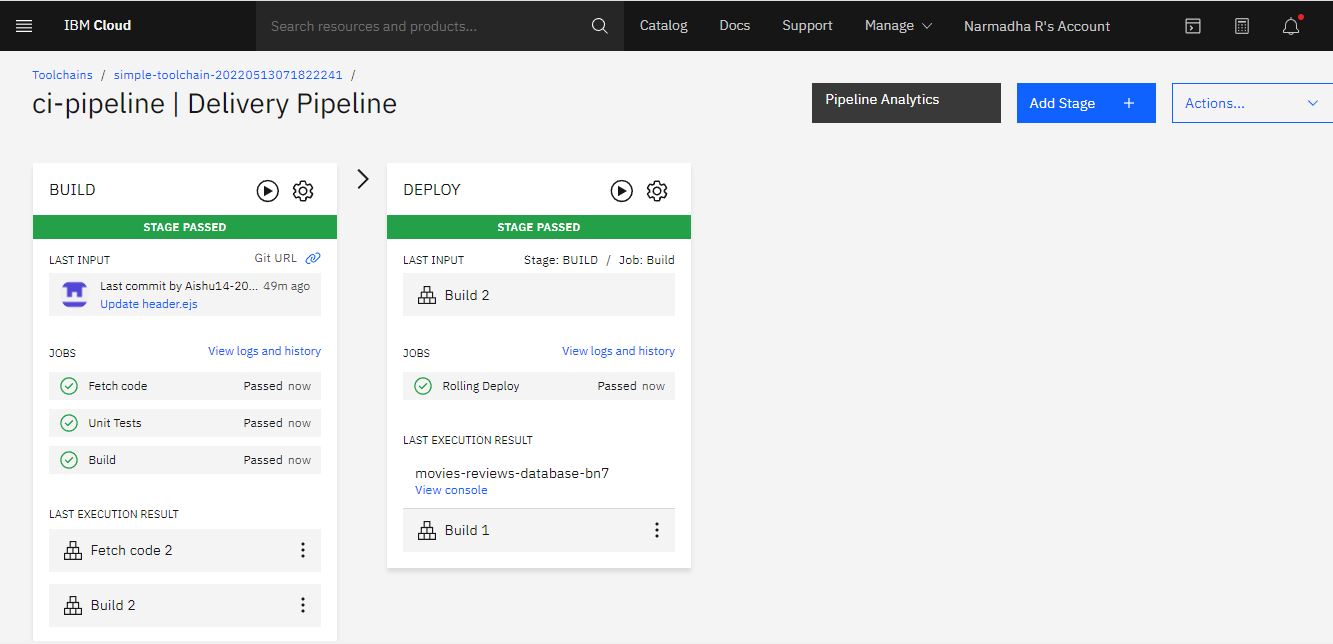 IBM Cloud
Search resources and products...
Catalog
Docs
Support
Manage
Narmadha R's Account
Toolchains / simple-toolchain-20220513071822241 /
ci-pipeline | Delivery Pipeline
Pipeline Analytics
Add Stage +
Actions...
BUILD
STAGE PASSED
LAST INPUT Git URL
Last commit by Aishu14-20... 49m ago
Update header.ejs
JOBS View logs and history
Fetch code Passed now
Unit Tests Passed now
Build Passed now
LAST EXECUTION RESULT
Fetch code 2
Build 2
DEPLOY
STAGE PASSED
LAST INPUT Stage: BUILD / Job: Build
Build 2
JOBS View logs and history
Rolling Deploy Passed now
LAST EXECUTION RESULT
movies-reviews-database-bn7
View console
Build 1